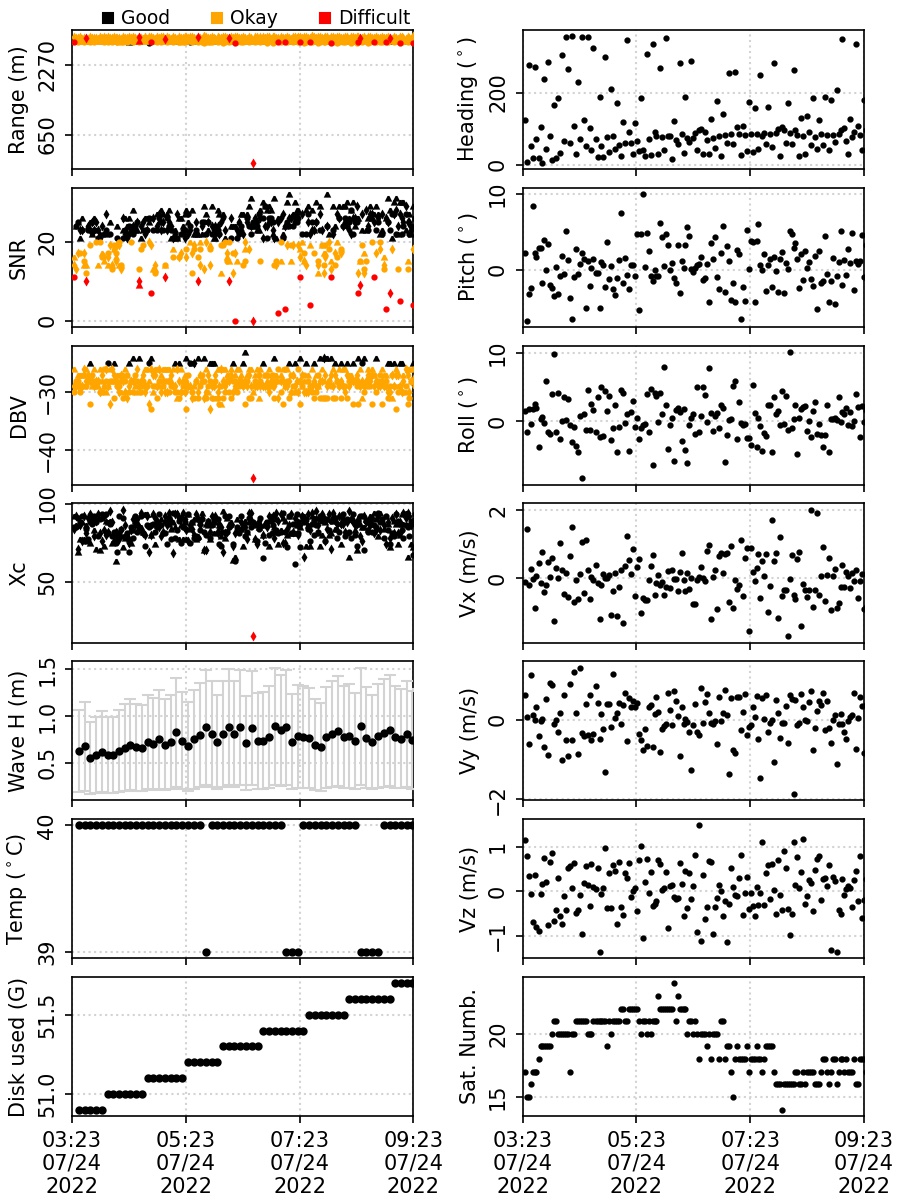 Good Okay Difficult
Range (m)
2270
650
Heading (°)
200
0
SNR
20
0
Pitch (°)
10
0
DBV
−30
−40
Roll (°)
10
0
Xc
100
50
Vx (m/s)
2
0
Wave H (m)
1.5
1.0
0.5
Vy (m/s)
0
−2
Temp (°C)
40
39
Vz (m/s)
1
0
−1
Disk used (G)
51.5
51.0
Sat. Numb.
20
15
03:23 05:23 07:23 09:23 03:23 05:23 07:23 09:23
07/24 07/24 07/24 07/24 07/24 07/24 07/24 07/24
2022 2022 2022 2022 2022 2022 2022 2022